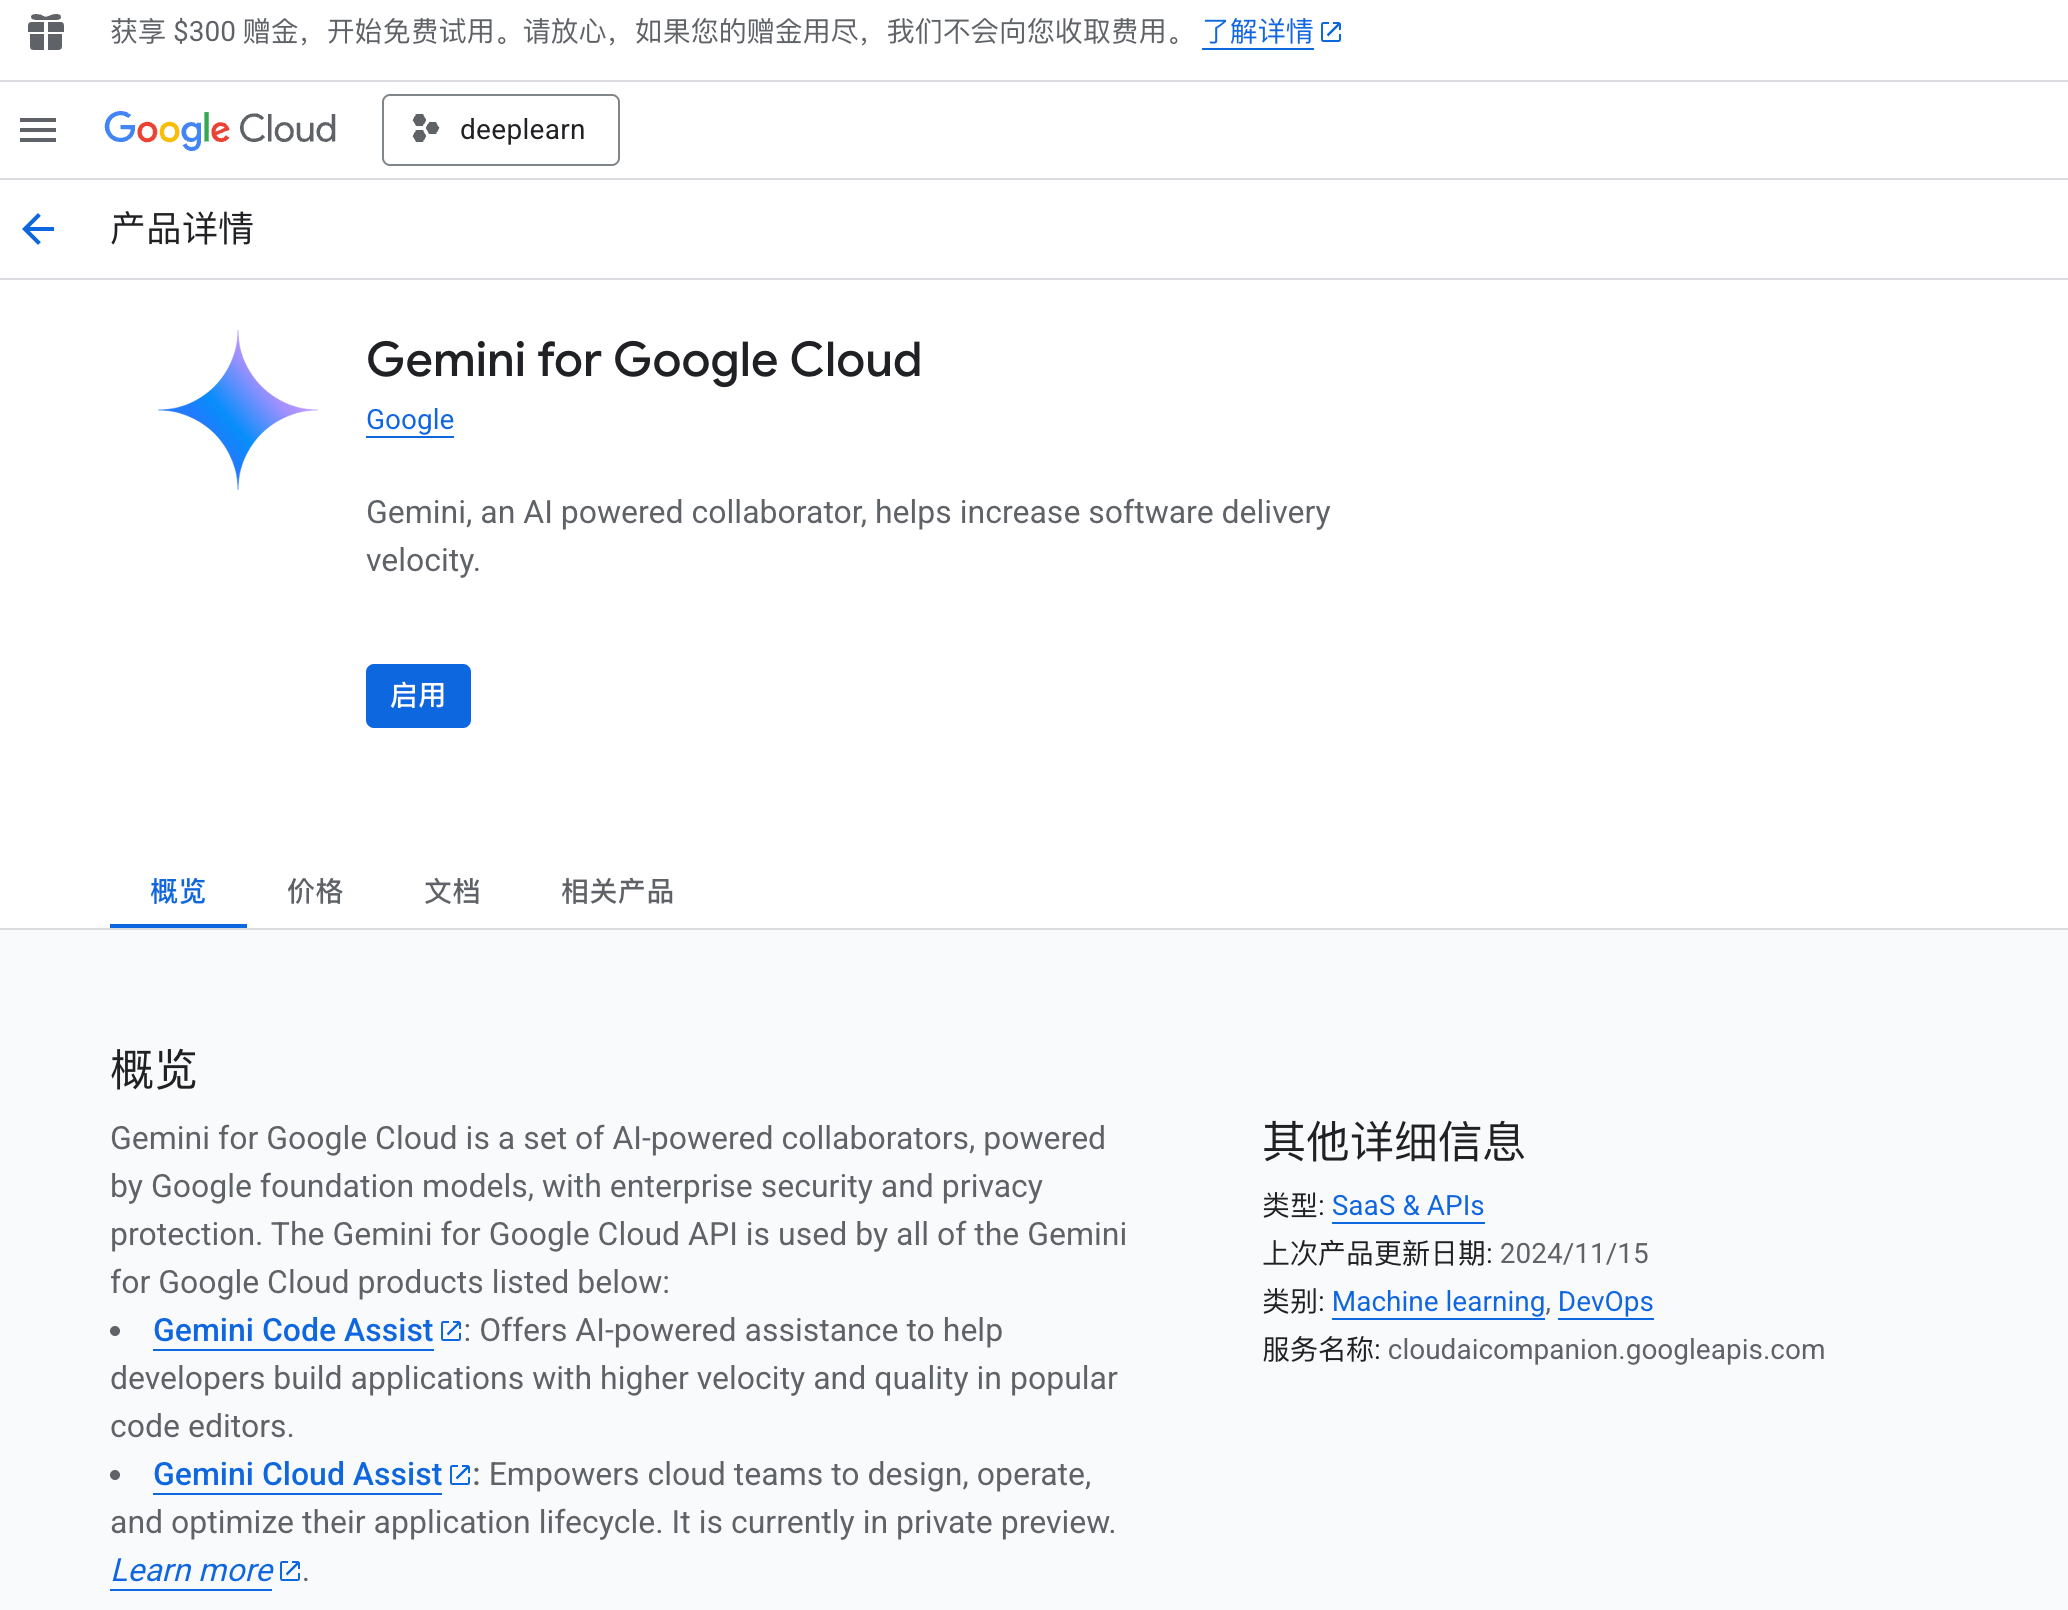 获享 $300 赠金，开始免费试用。请放心，如果您的赠金用尽，我们不会向您收取费用。 了解详情
Google Cloud
deeplearn
产品详情
Gemini for Google Cloud
Google
Gemini, an AI powered collaborator, helps increase software delivery
velocity.
启用
概览 价格 文档 相关产品
概览
Gemini for Google Cloud is a set of AI-powered collaborators, powered
by Google foundation models, with enterprise security and privacy
protection. The Gemini for Google Cloud API is used by all of the Gemini
for Google Cloud products listed below:
• Gemini Code Assist: Offers AI-powered assistance to help
developers build applications with higher velocity and quality in popular
code editors.
• Gemini Cloud Assist: Empowers cloud teams to design, operate,
and optimize their application lifecycle. It is currently in private preview.
Learn more.
其他详细信息
类型: SaaS & APIs
上次产品更新日期: 2024/11/15
类别: Machine learning, DevOps
服务名称: cloudaicompanion.googleapis.com